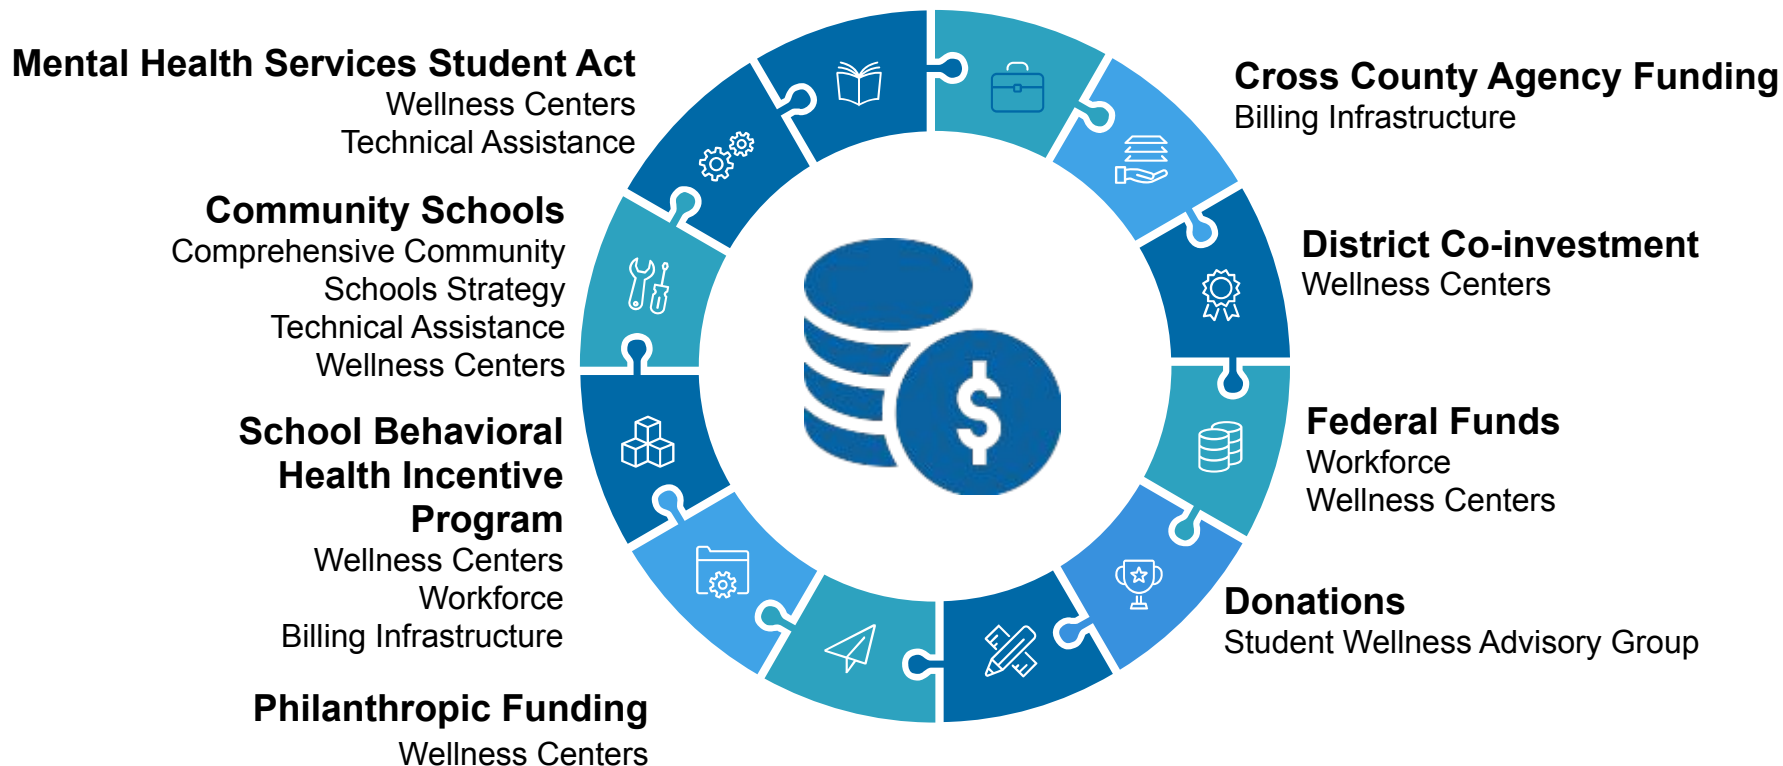 Mental Health Services Student Act
Wellness Centers
Technical Assistance
Community Schools
Comprehensive Community
Schools Strategy
Technical Assistance
Wellness Centers
School Behavioral
Health Incentive
Program
Wellness Centers
Workforce
Billing Infrastructure
Philanthropic Funding
Wellness Centers
Cross County Agency Funding
Billing Infrastructure
District Co-investment
Wellness Centers
Federal Funds
Workforce
Wellness Centers
Donations
Student Wellness Advisory Group
$